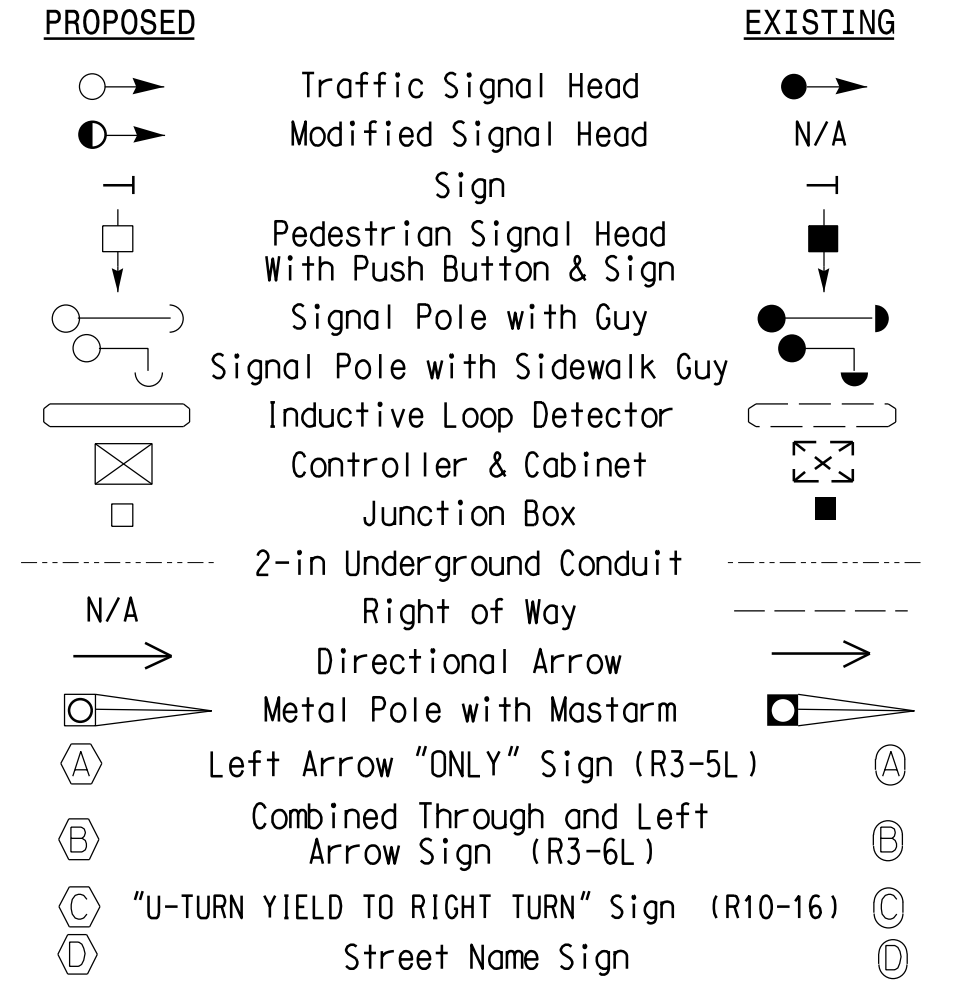 PROPOSED EXISTING
Traffic Signal Head
Modified Signal Head N/A
Sign
Pedestrian Signal Head
With Push Button & Sign
Signal Pole with Guy
Signal Pole with Sidewalk Guy
Inductive Loop Detector
Controller & Cabinet
Junction Box
2-in Underground Conduit
N/A Right of Way
Directional Arrow
Metal Pole with Mastarm
A Left Arrow "ONLY" Sign (R3-5L) A
Combined Through and Left
B Arrow Sign (R3-6L) B
C "U-TURN YIELD TO RIGHT TURN" Sign (R10-16) C
D Street Name Sign D